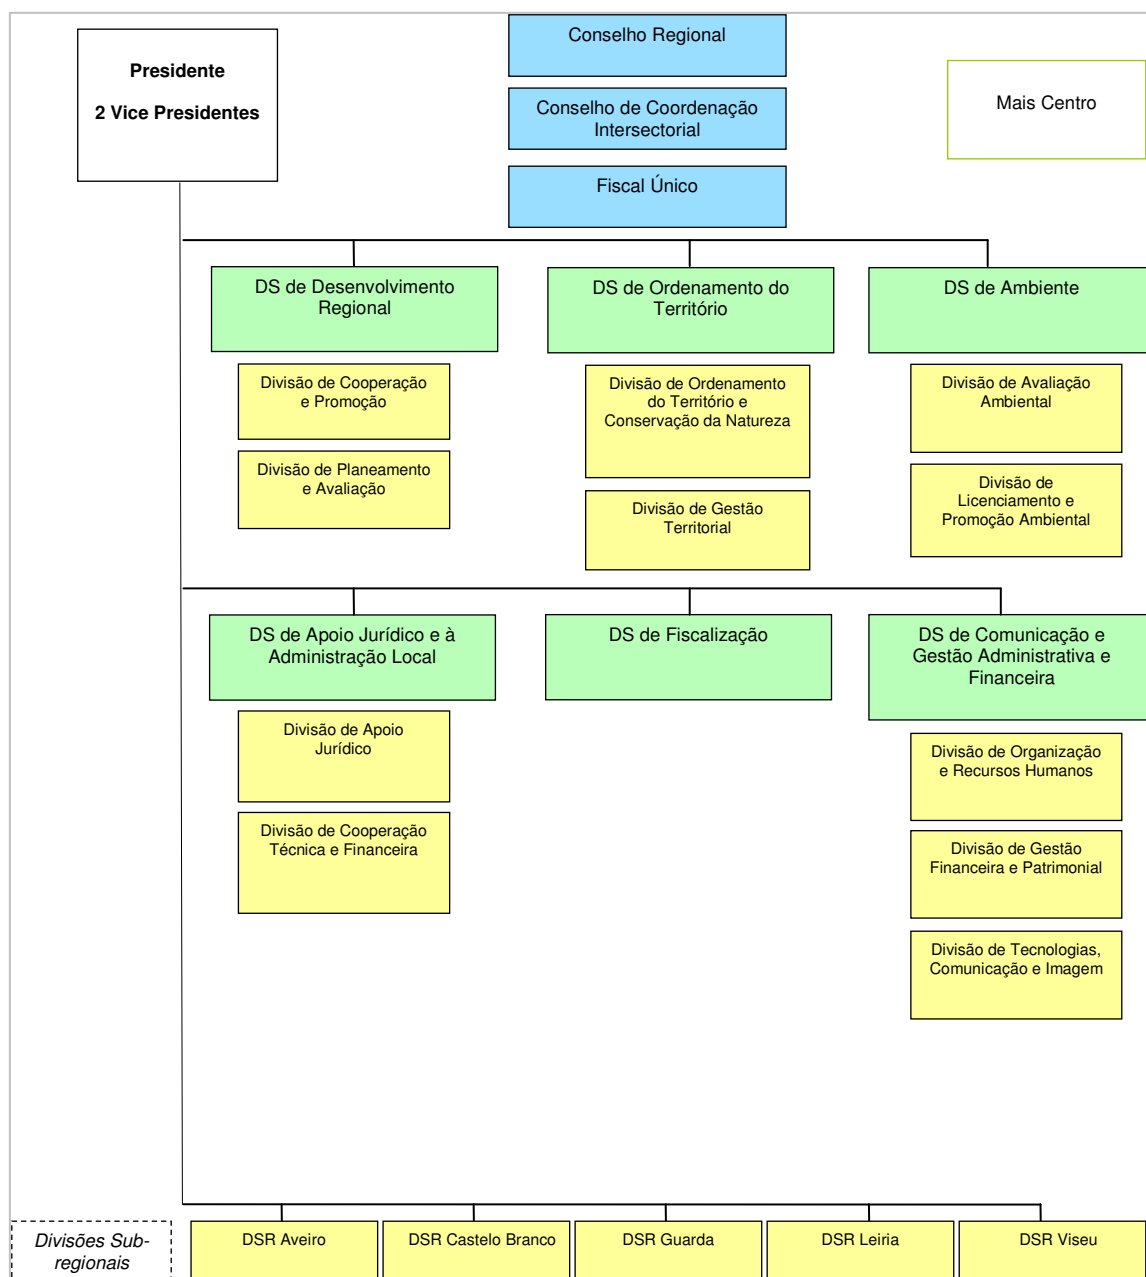 Presidente
2 Vice Presidentes
Conselho Regional
Conselho de Coordenação
Intersectorial
Fiscal Único
Mais Centro
DS de Desenvolvimento
Regional
DS de Ordenamento do
Território
DS de Ambiente
Divisão de Cooperação
e Promoção
Divisão de Ordenamento
do Território e
Conservação da Natureza
Divisão de Avaliação
Ambiental
Divisão de Planeamento
e Avaliação
Divisão de Gestão
Territorial
Divisão de
Licenciamento e
Promoção Ambiental
DS de Apoio Jurídico e à
Administração Local
DS de Fiscalização
DS de Comunicação e
Gestão Administrativa e
Financeira
Divisão de Apoio
Jurídico
Divisão de Organização
e Recursos Humanos
Divisão de Cooperação
Técnica e Financeira
Divisão de Gestão
Financeira e Patrimonial
Divisão de Tecnologias,
Comunicação e Imagem
Divisões Sub-
regionais
DSR Aveiro
DSR Castelo Branco
DSR Guarda
DSR Leiria
DSR Viseu